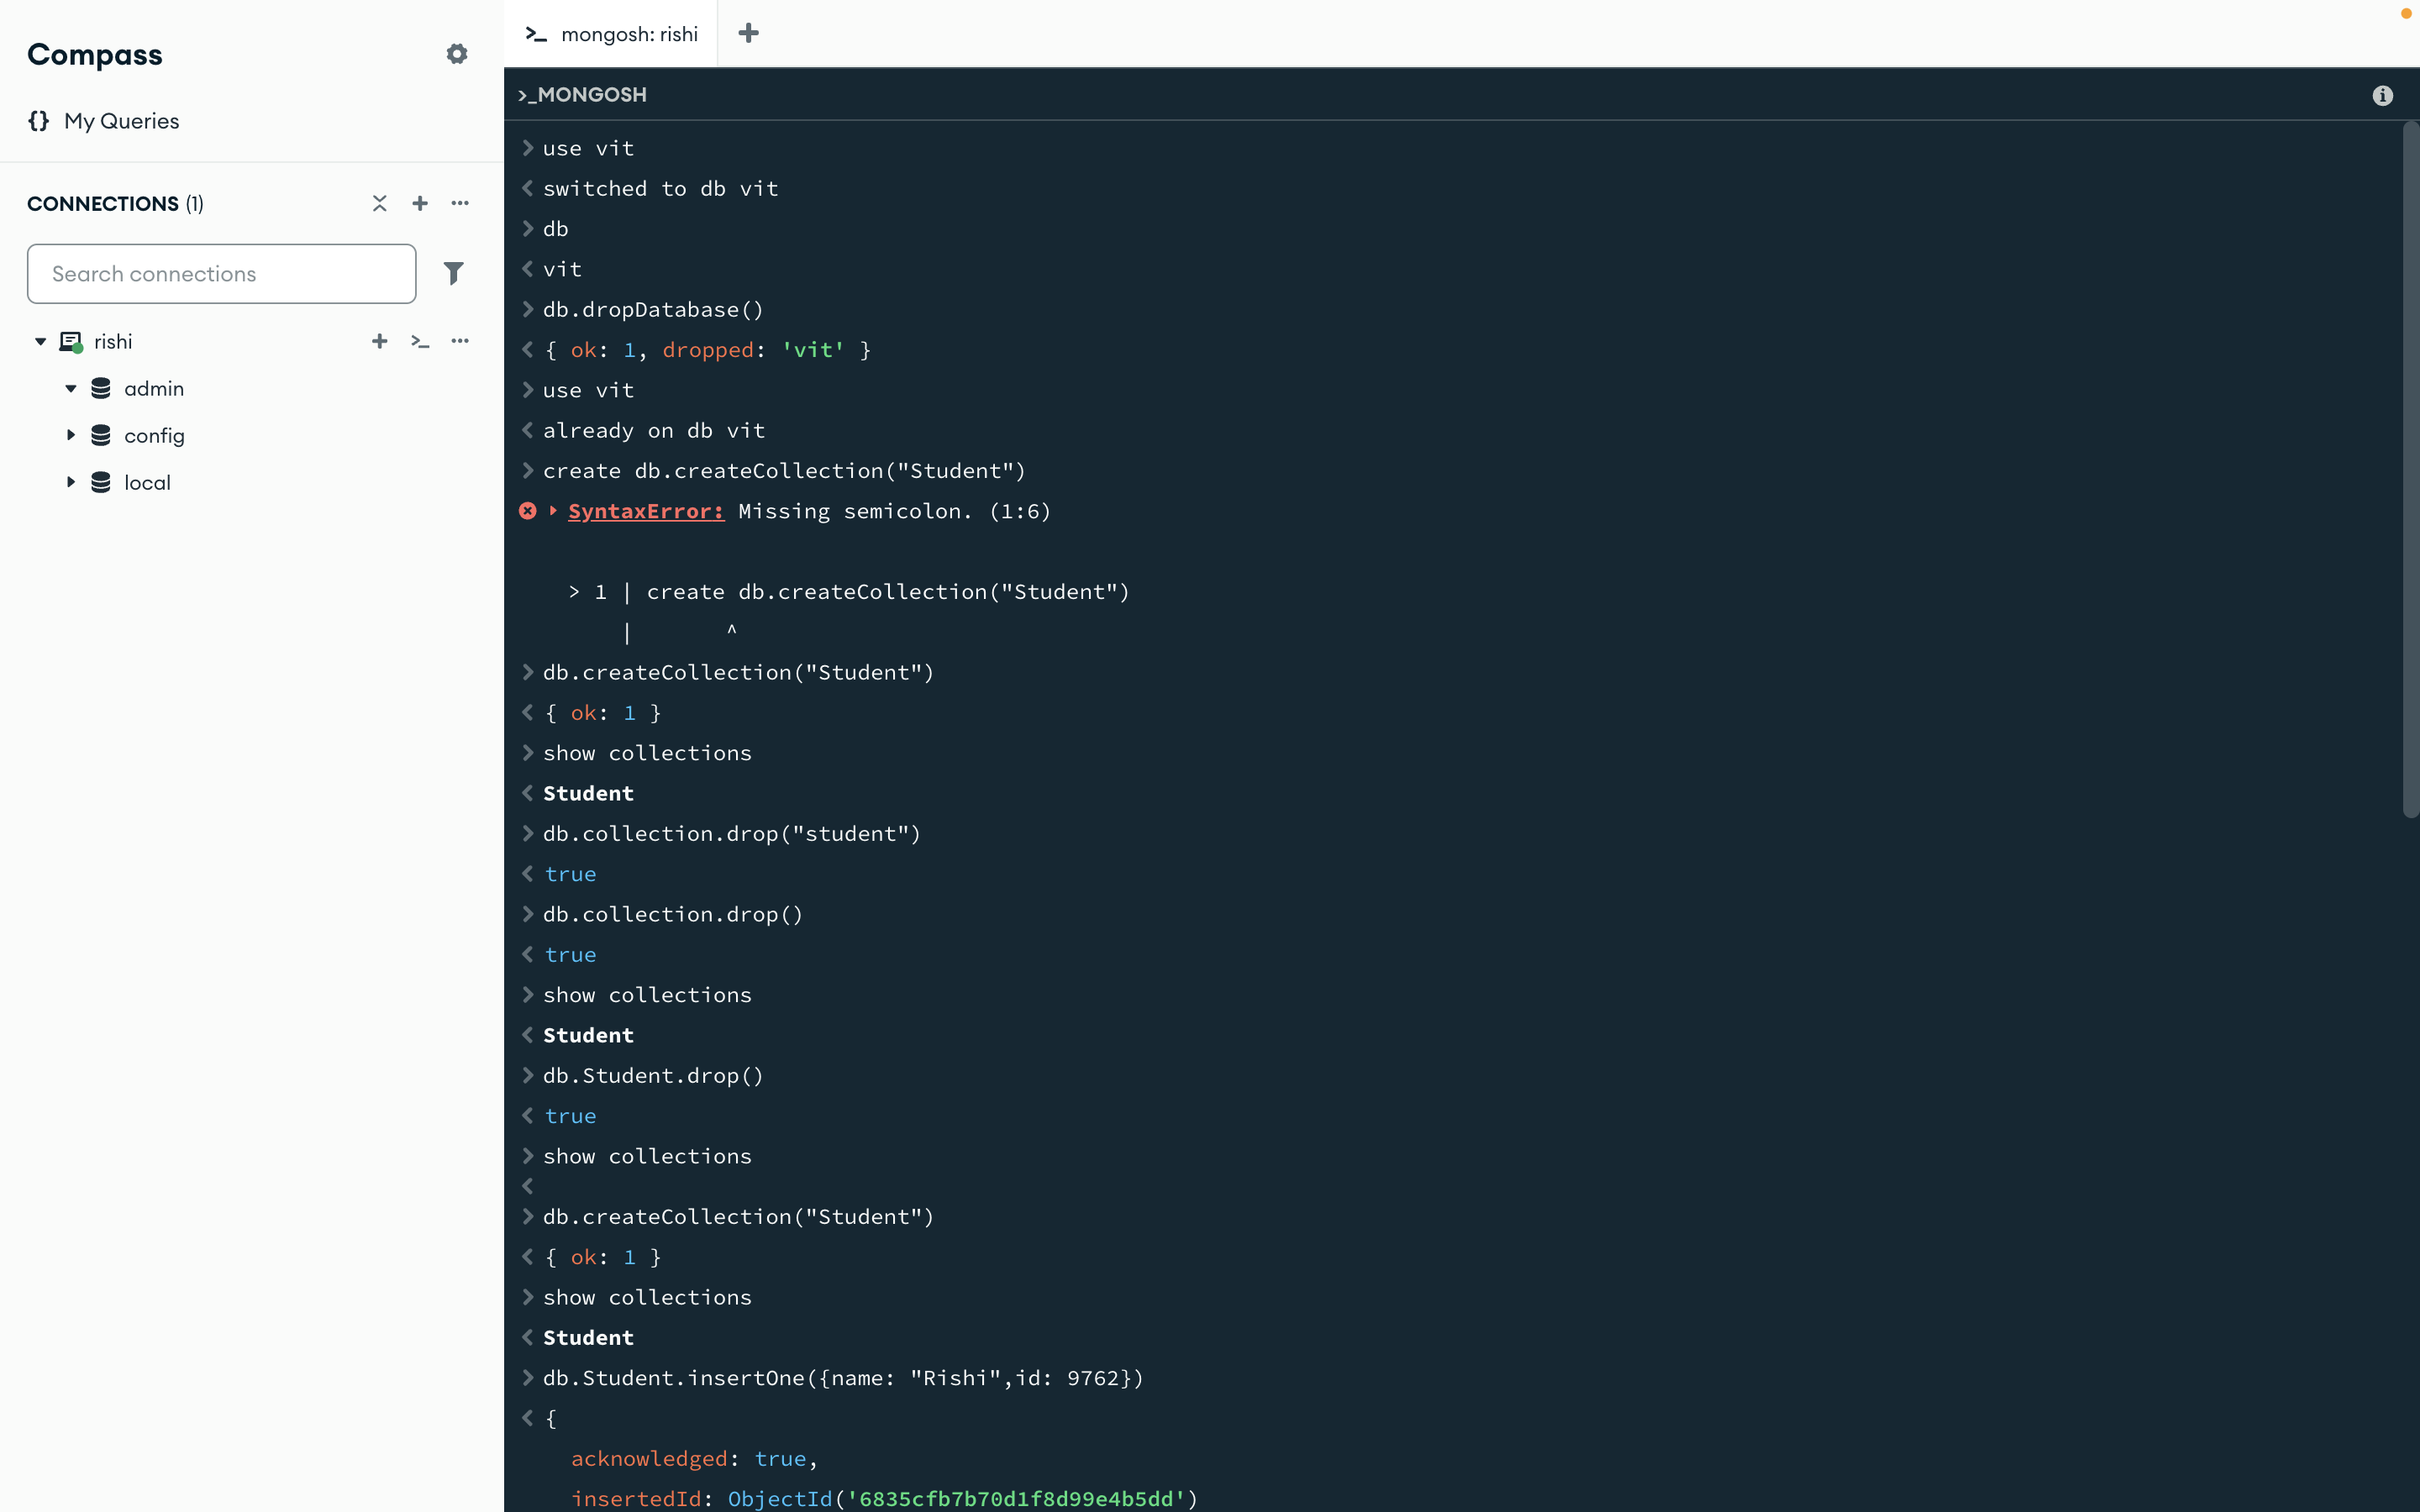 Compass
{} My Queries
CONNECTIONS (1)
Search connections
rishi
admin
config
local
>_ mongosh: rishi
>_MONGOSH
> use vit
< switched to db vit
> db
< vit
> db.dropDatabase()
< { ok: 1, dropped: 'vit' }
> use vit
< already on db vit
> create db.createCollection("Student")
SyntaxError: Missing semicolon. (1:6)
> 1 | create db.createCollection("Student")
| ^
> db.createCollection("Student")
< { ok: 1 }
> show collections
< Student
> db.collection.drop("student")
< true
> db.collection.drop()
< true
> show collections
< Student
> db.Student.drop()
< true
> show collections
<
> db.createCollection("Student")
< { ok: 1 }
> show collections
< Student
> db.Student.insertOne({name: "Rishi",id: 9762})
< {
acknowledged: true,
insertedId: ObjectId('6835cfb7b70d1f8d99e4b5dd')